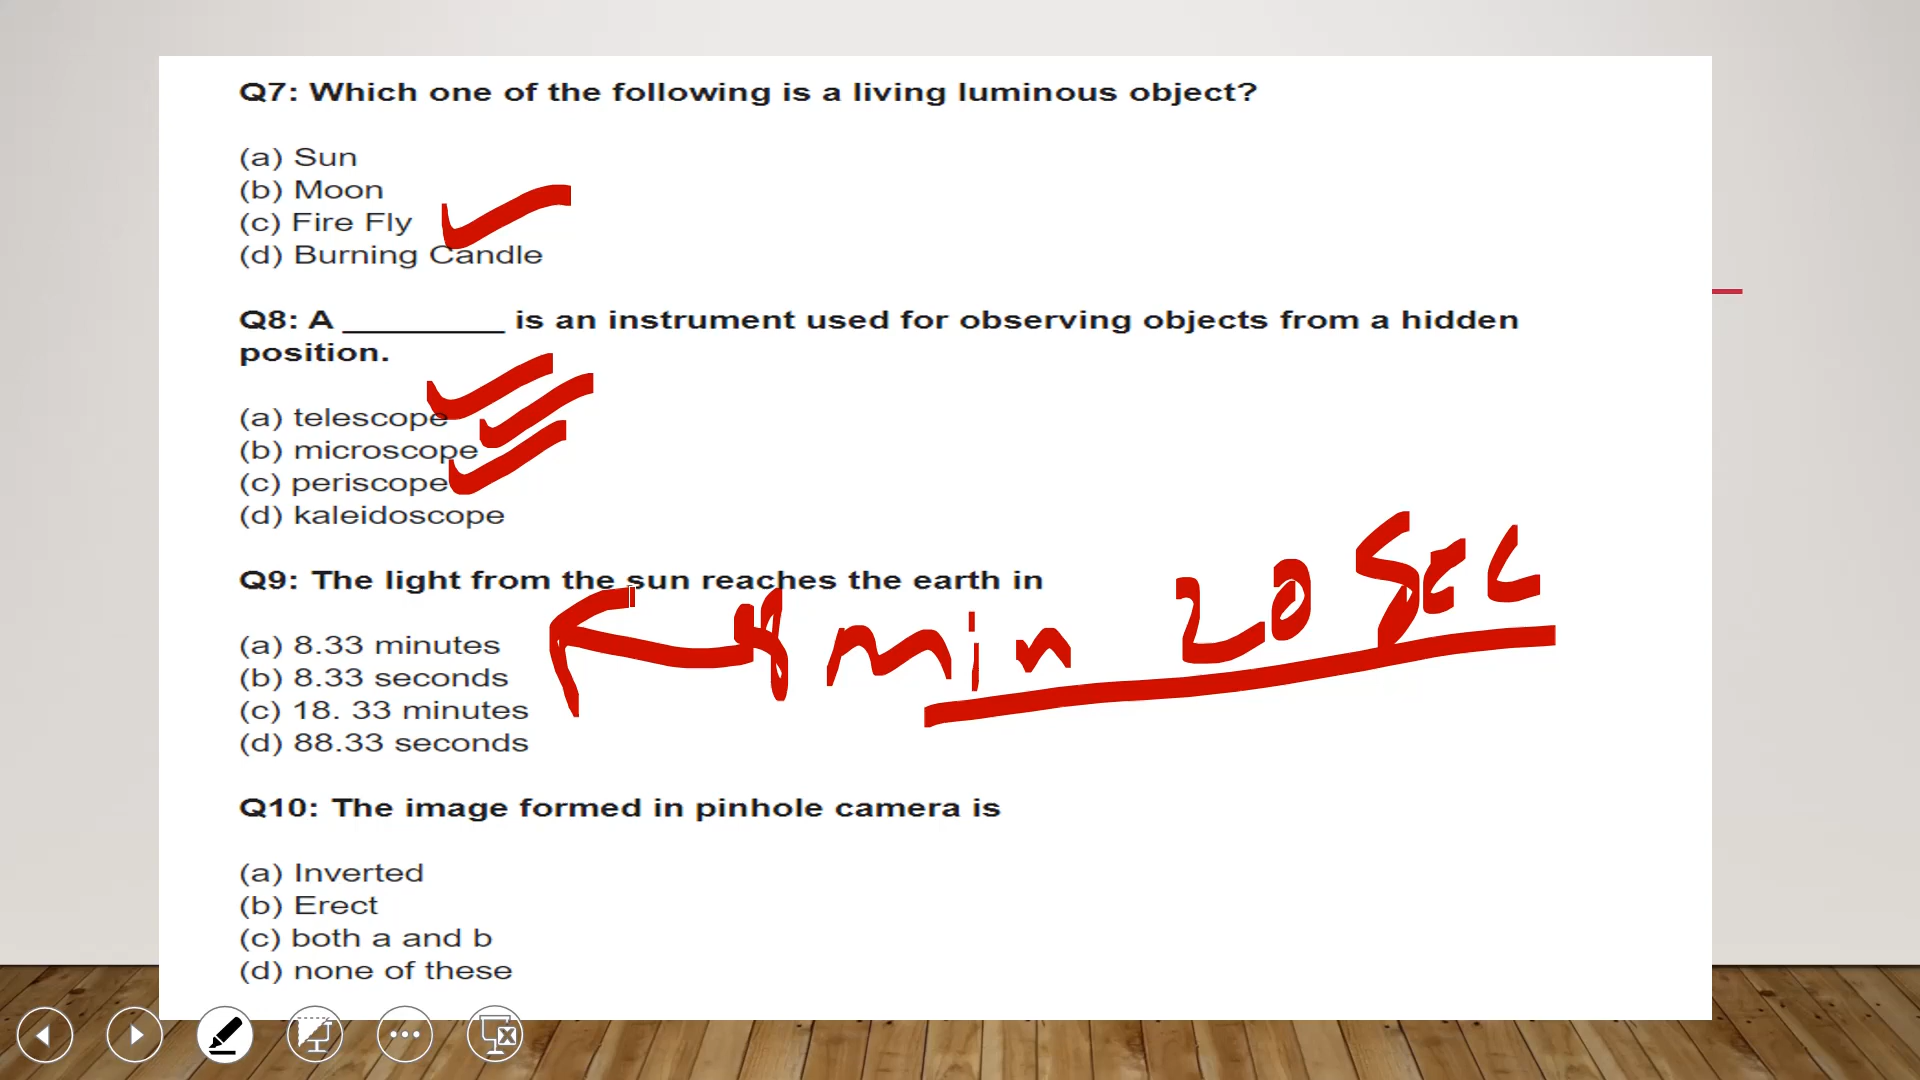 Q7: Which one of the following is a living luminous object?
(a) Sun
(b) Moon
(c) Fire Fly
(d) Burning Candle
Q8: A _________ is an instrument used for observing objects from a hidden
position.
(a) telescope
(b) microscope
(c) periscope
(d) kaleidoscope
Q9: The light from the sun reaches the earth in
8 min 20 Sec
(a) 8.33 minutes
(b) 8.33 seconds
(c) 18. 33 minutes
(d) 88.33 seconds
Q10: The image formed in pinhole camera is
(a) Inverted
(b) Erect
(c) both a and b
(d) none of these